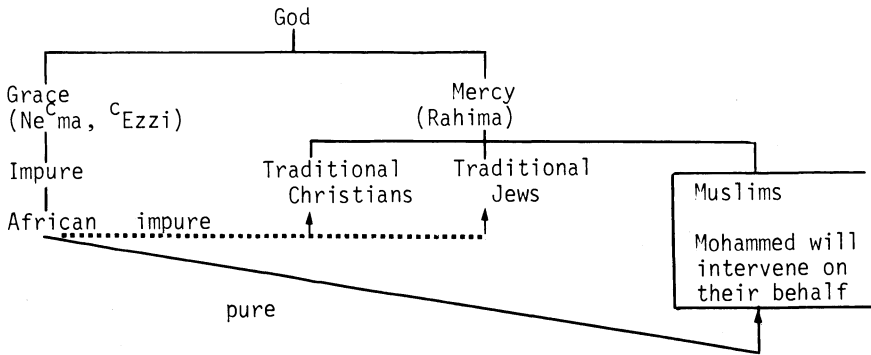 God
Grace
(Neᶜma, ᶜEzzi)
Mercy
(Rahima)
Impure
Traditional
Christians
Traditional
Jews
Muslims
Mohammed will
intervene on
their behalf
African impure
pure